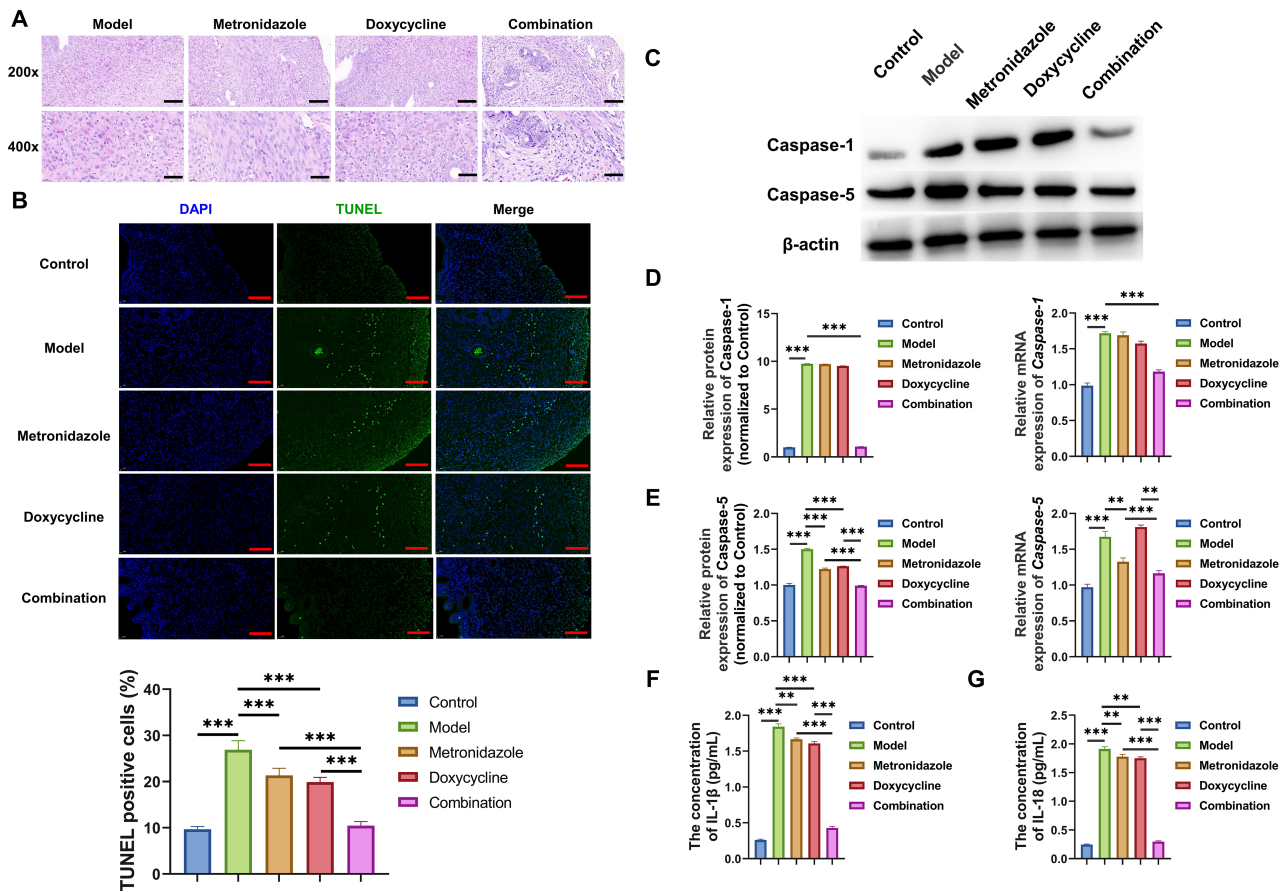 A
Model
Metronidazole
Doxycycline
Combination
200x
400x
B
DAPI
TUNEL
Merge
Control
Model
Metronidazole
Doxycycline
Combination
TUNEL positive cells (%)
40
30
20
10
0
***
***
***
***
***
Control
Model
Metronidazole
Doxycycline
Combination
C
Control
Model
Metronidazole
Doxycycline
Combination
Caspase-1
Caspase-5
β-actin
D
Relative protein
expression of Caspase-1
(normalized to Control)
15
10
5
0
***
***
Control
Model
Metronidazole
Doxycycline
Combination
Relative mRNA
expression of Caspase-1
2.0
1.5
1.0
0.5
0.0
***
***
Control
Model
Metronidazole
Doxycycline
Combination
E
Relative protein
expression of Caspase-5
(normalized to Control)
2.0
1.5
1.0
0.5
0.0
***
***
***
***
***
Control
Model
Metronidazole
Doxycycline
Combination
Relative mRNA
expression of Caspase-5
2.0
1.5
1.0
0.5
0.0
**
**
***
***
Control
Model
Metronidazole
Doxycycline
Combination
F
The concentration
of IL-1β (pg/mL)
2.0
1.5
1.0
0.5
0.0
***
**
***
***
***
Control
Model
Metronidazole
Doxycycline
Combination
G
The concentration
of IL-18 (pg/mL)
2.0
1.5
1.0
0.5
0.0
**
**
***
***
***
Control
Model
Metronidazole
Doxycycline
Combination